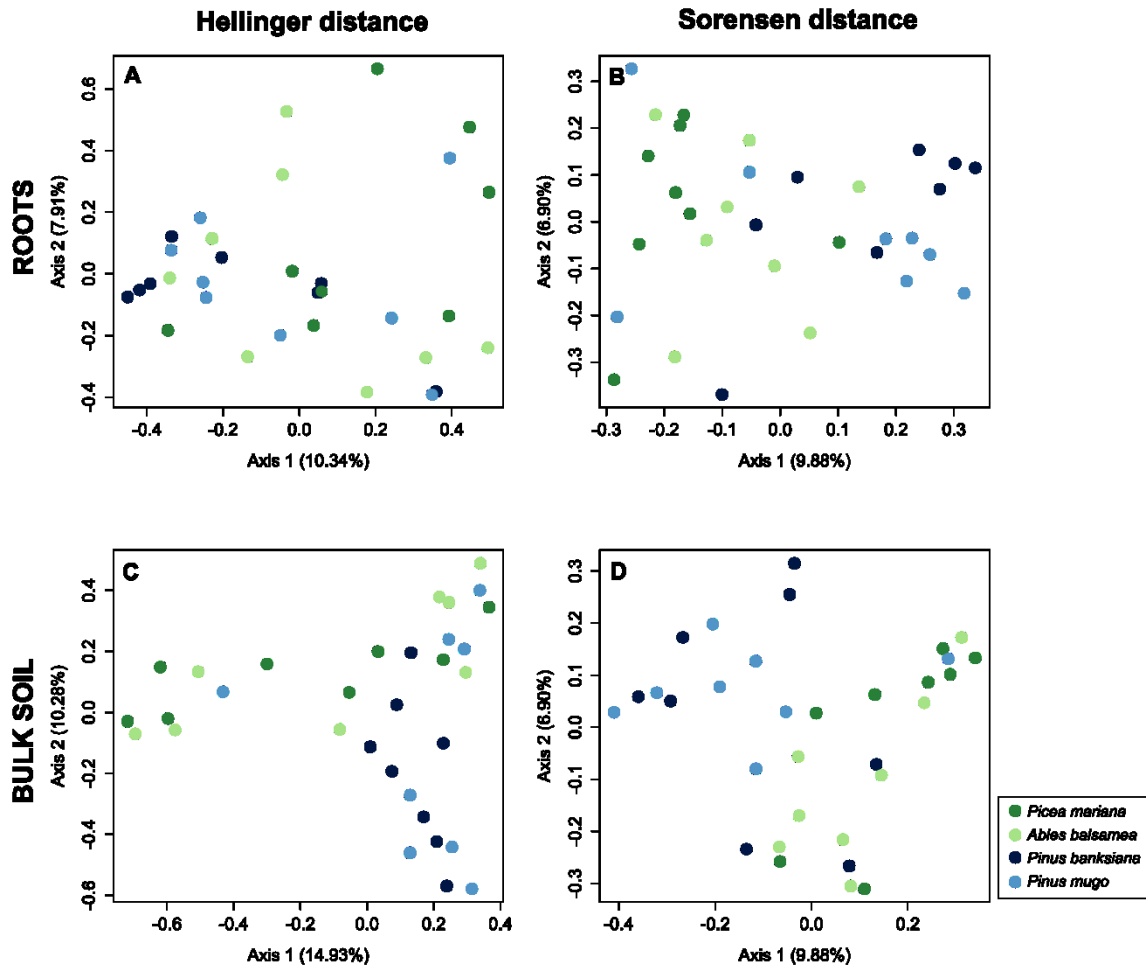 Hellinger distance
Sorensen distance
ROOTS
A
Axis 2 (7.91%)
0.6
0.4
0.2
0.0
-0.2
-0.4
-0.4 -0.2 0.0 0.2 0.4
Axis 1 (10.34%)
B
Axis 2 (6.90%)
0.3
0.2
0.1
0.0
-0.1
-0.2
-0.3
-0.3 -0.2 -0.1 0.0 0.1 0.2 0.3
Axis 1 (9.88%)
BULK SOIL
C
Axis 2 (10.28%)
0.4
0.2
0.0
-0.2
-0.4
-0.6
-0.6 -0.4 -0.2 0.0 0.2 0.4
Axis 1 (14.93%)
D
Axis 2 (6.90%)
0.3
0.2
0.1
0.0
-0.1
-0.2
-0.3
-0.4 -0.2 0.0 0.2
Axis 1 (9.88%)
Picea mariana
Abies balsamea
Pinus banksiana
Pinus mugo